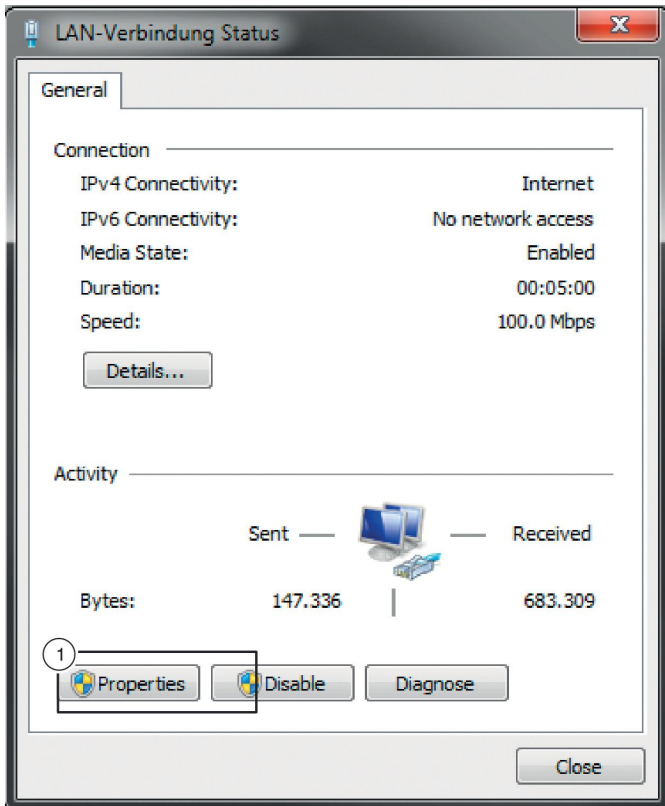 LAN-Verbindung Status
General
Connection
IPv4 Connectivity: Internet
IPv6 Connectivity: No network access
Media State: Enabled
Duration: 00:05:00
Speed: 100.0 Mbps
Details...
Activity
Sent Received
Bytes: 147.336 683.309
1
Properties Disable Diagnose
Close